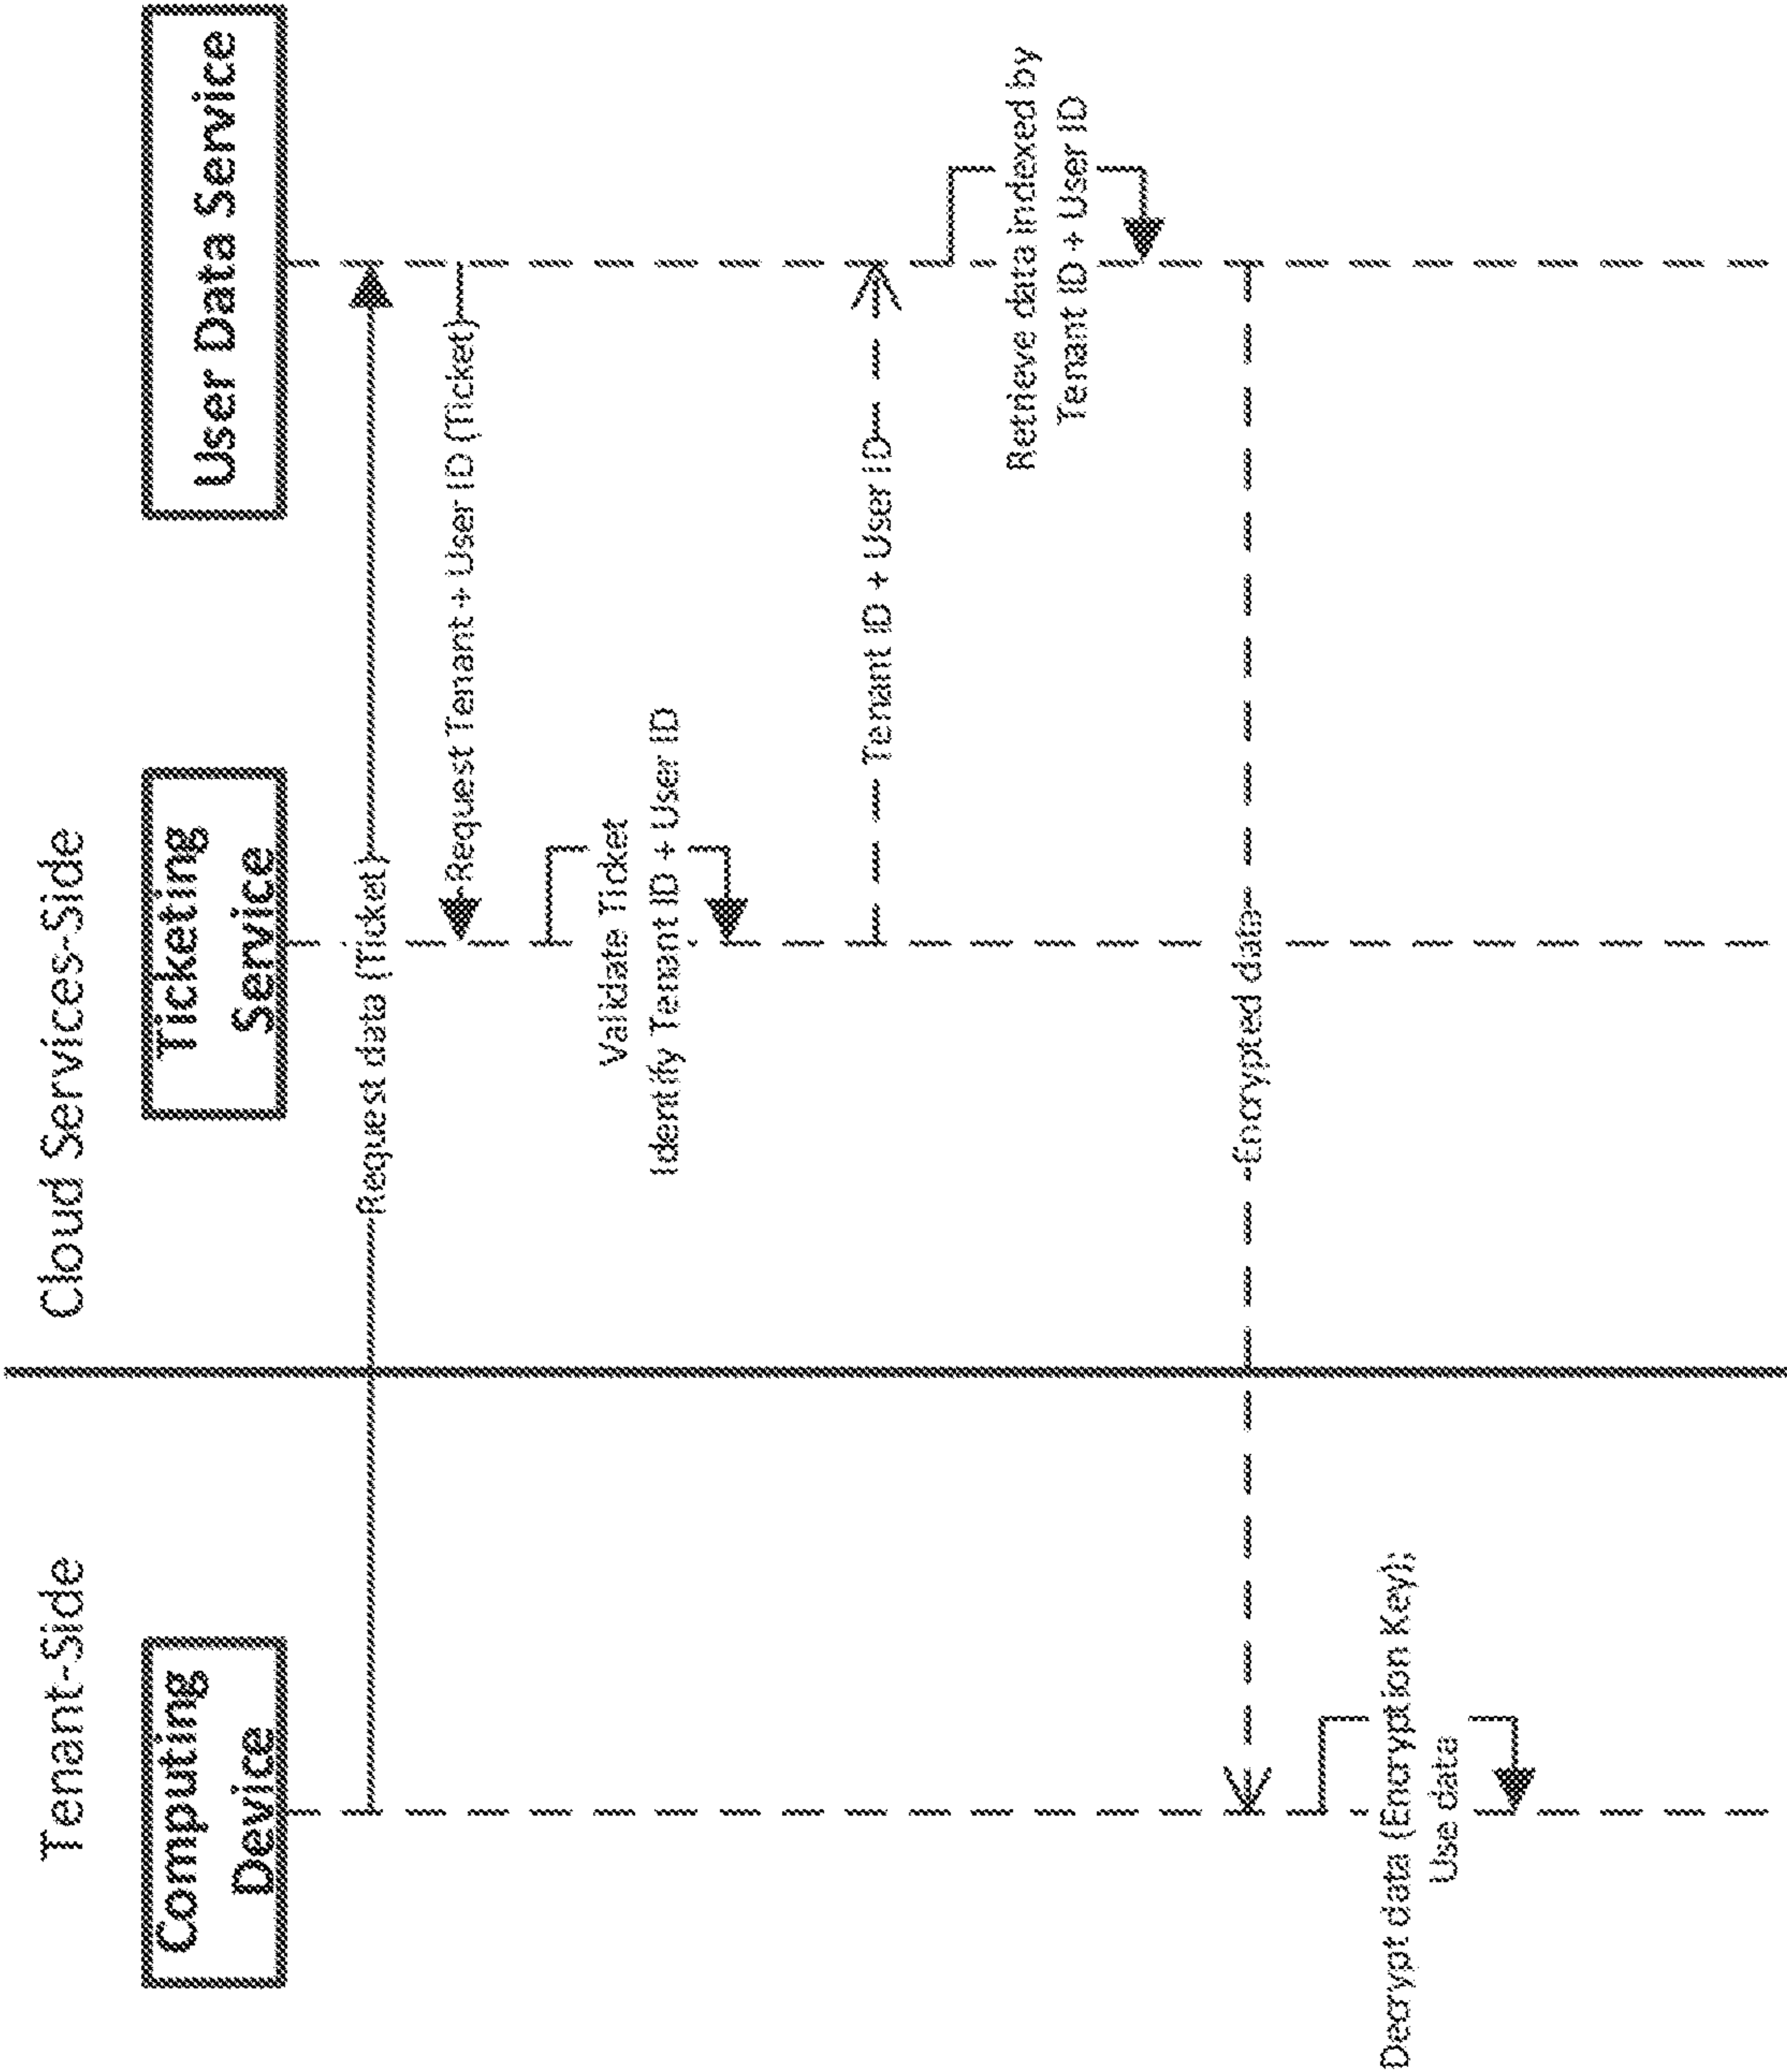 Tenant-Side
Cloud Services-Side
Computing
Device
Ticketing
Service
User Data Service
Request data (Ticket)
Request Tenant + User ID (Ticket)
Validate Ticket
Identify Tenant ID + User ID
Tenant ID + User ID
Retrieve data indexed by
Tenant ID + User ID
Encrypted data
Decrypt data (Encryption Key);
Use data